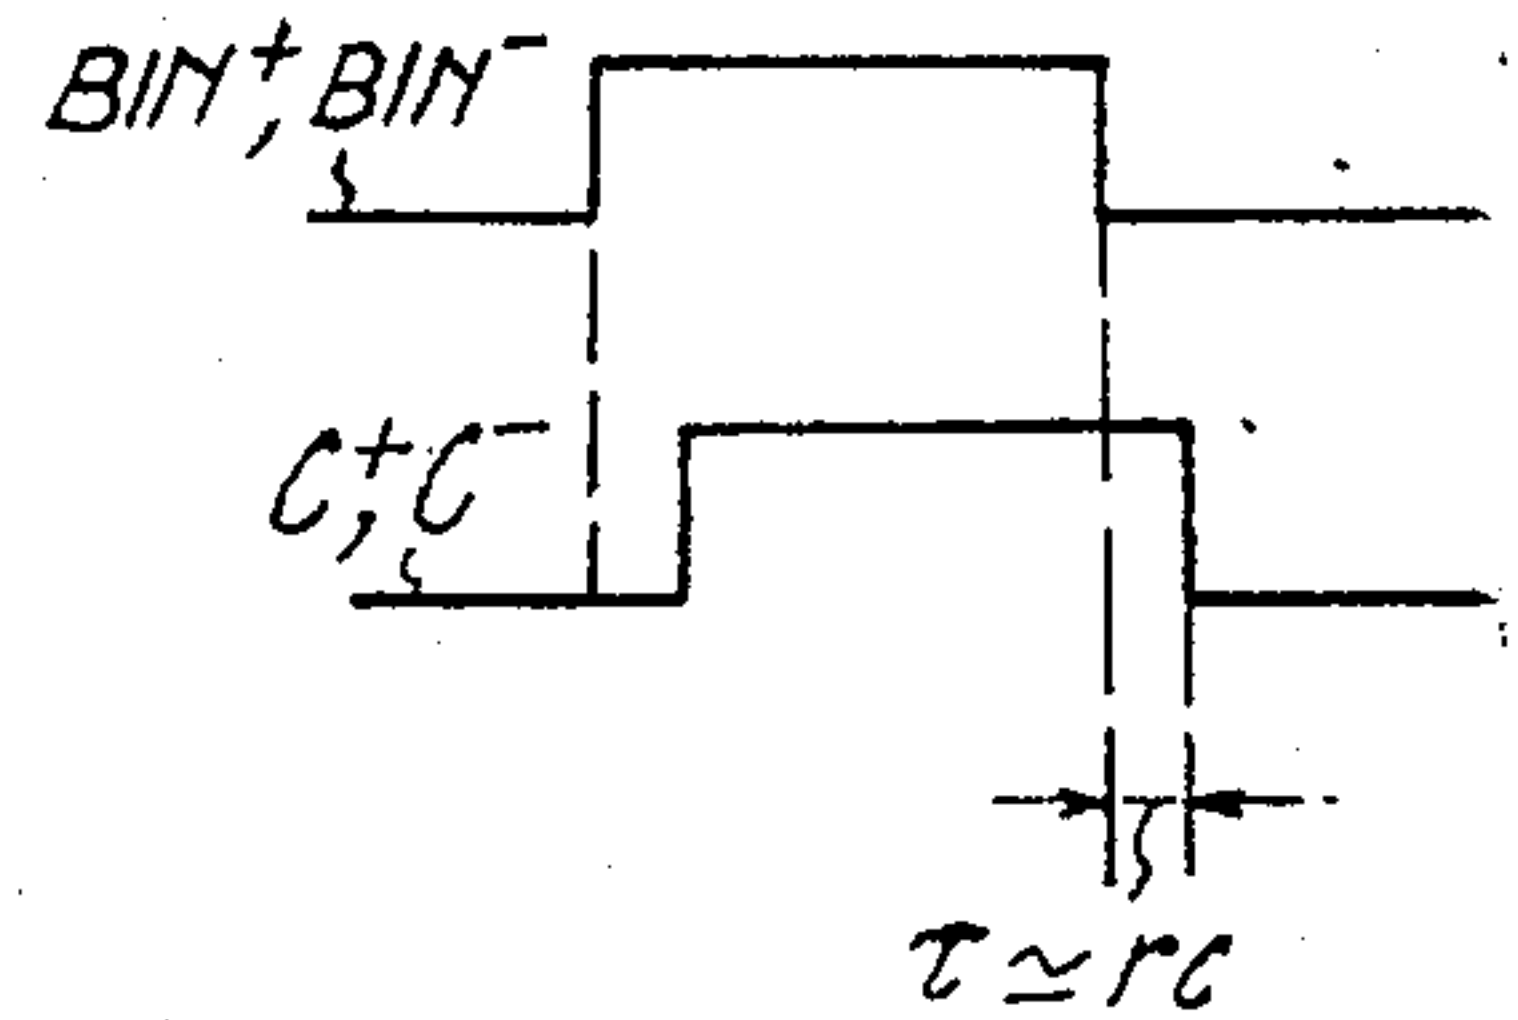 BIN⁺, BIN⁻
C⁺, C⁻
τ ≃ rc